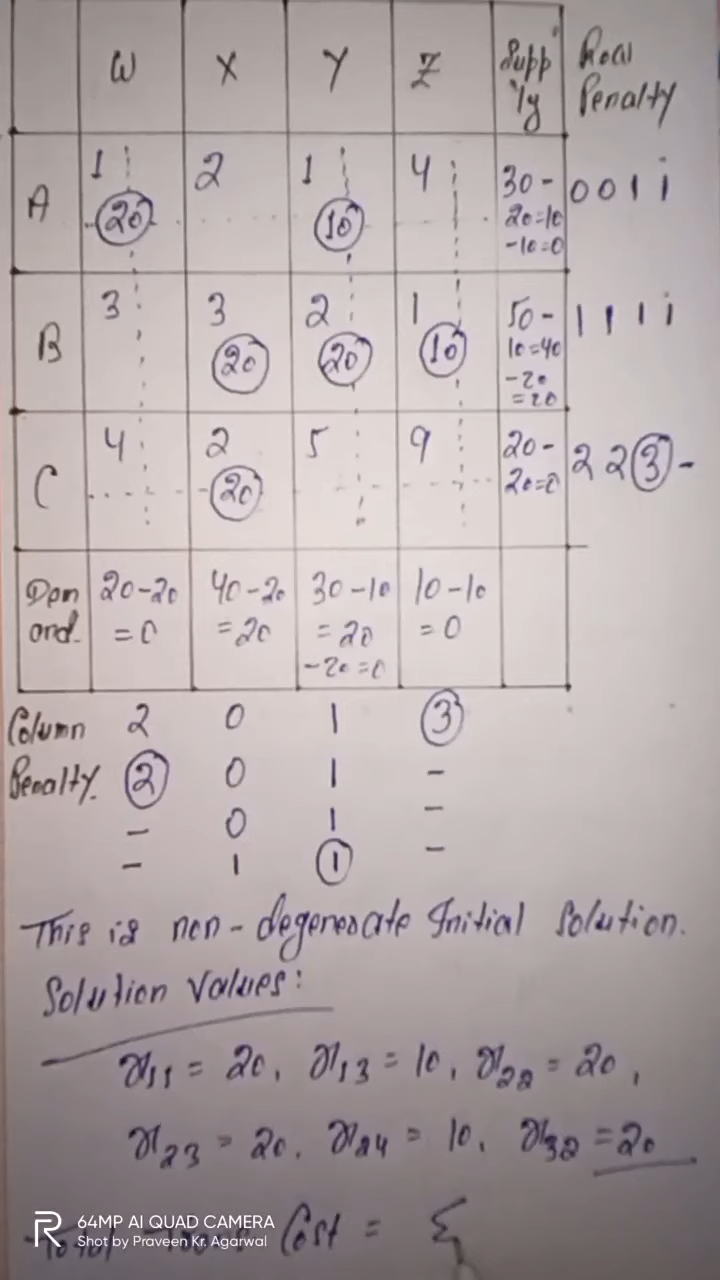 W X Y Z Supp Row
ly Penalty
1 2 1 4 30-
A 20 10 20=10 0 0 1 1
-10=0
3 3 2 1 50- 1 1 1 1
B 20 20 10 10=40
-20
=20
4 2 5 9 20-
C 20 20=0 2 2 3 -
Dem 20-20 40-20 30-10 10-10
and. =0 =20 =20 =0
-20=0
Column 2 0 1 3
Penalty. 2 0 1 -
- 0 1 -
- 1 1 -
This is non-degenerate Initial Solution.
Solution Values:
x11 = 20, x13 = 10, x22 = 20,
x23 = 20, x24 = 10, x32 = 20
Cost = Σ
64MP AI QUAD CAMERA
Shot by Praveen Kr. Agarwal